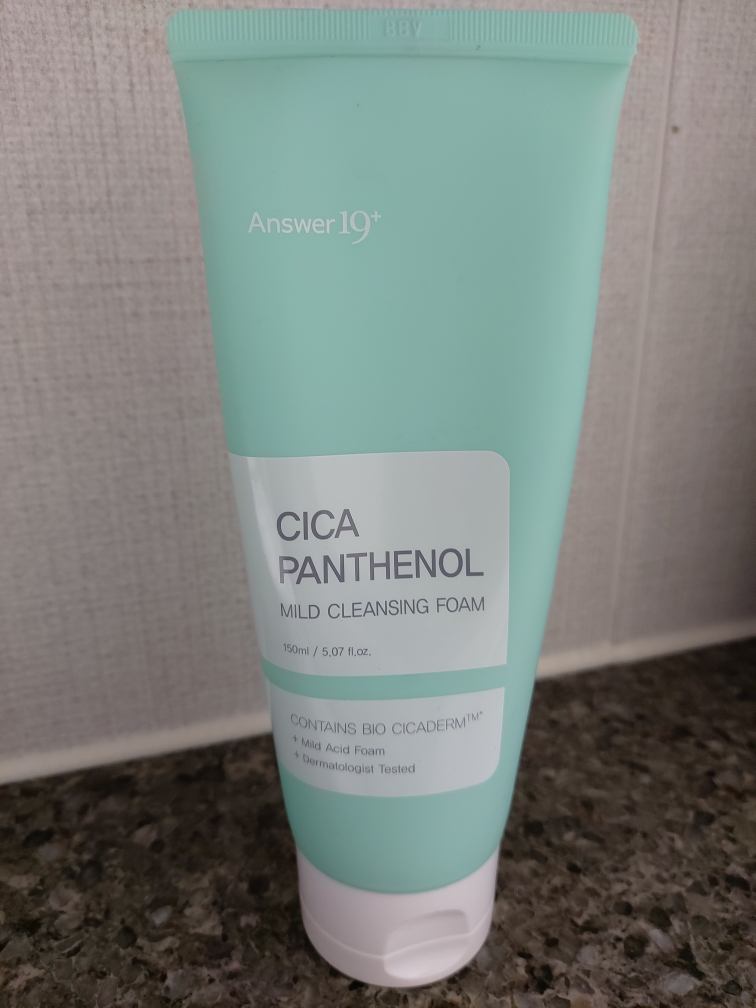 Answer 19+
CICA
PANTHENOL
MILD CLEANSING FOAM
150ml / 5.07 fl.oz.
CONTAINS BIO CICADERM™*
+ Mild Acid Foam
+ Dermatologist Tested